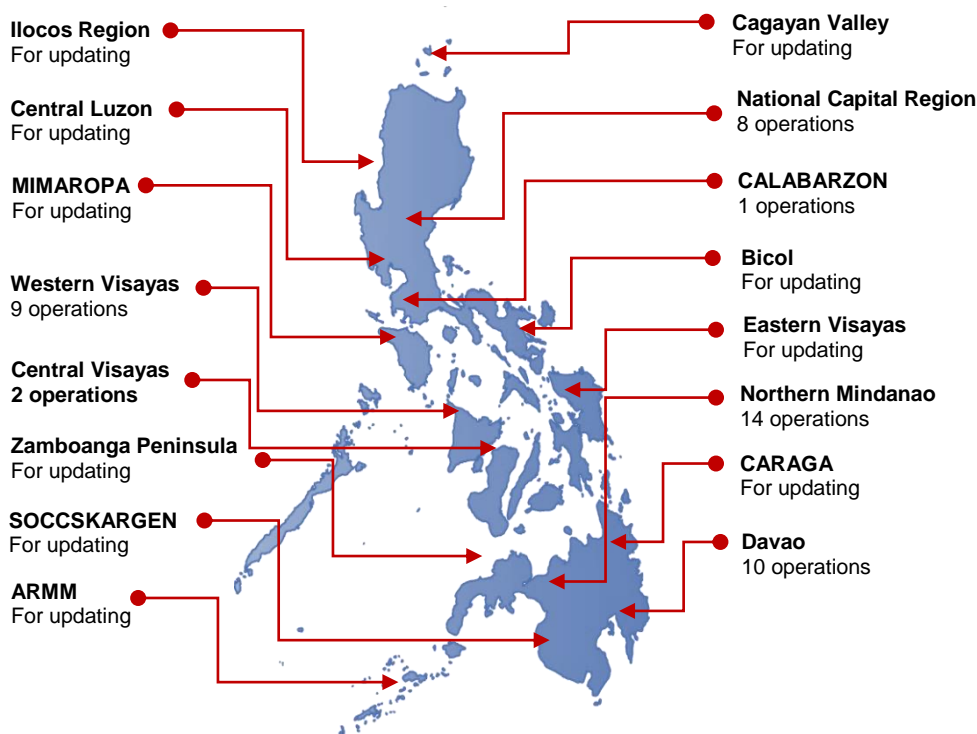 Ilocos Region
For updating
Central Luzon
For updating
MIMAROPA
For updating
Western Visayas
9 operations
Central Visayas
2 operations
Zamboanga Peninsula
For updating
SOCCSKARGEN
For updating
ARMM
For updating
Cagayan Valley
For updating
National Capital Region
8 operations
CALABARZON
1 operations
Bicol
For updating
Eastern Visayas
For updating
Northern Mindanao
14 operations
CARAGA
For updating
Davao
10 operations